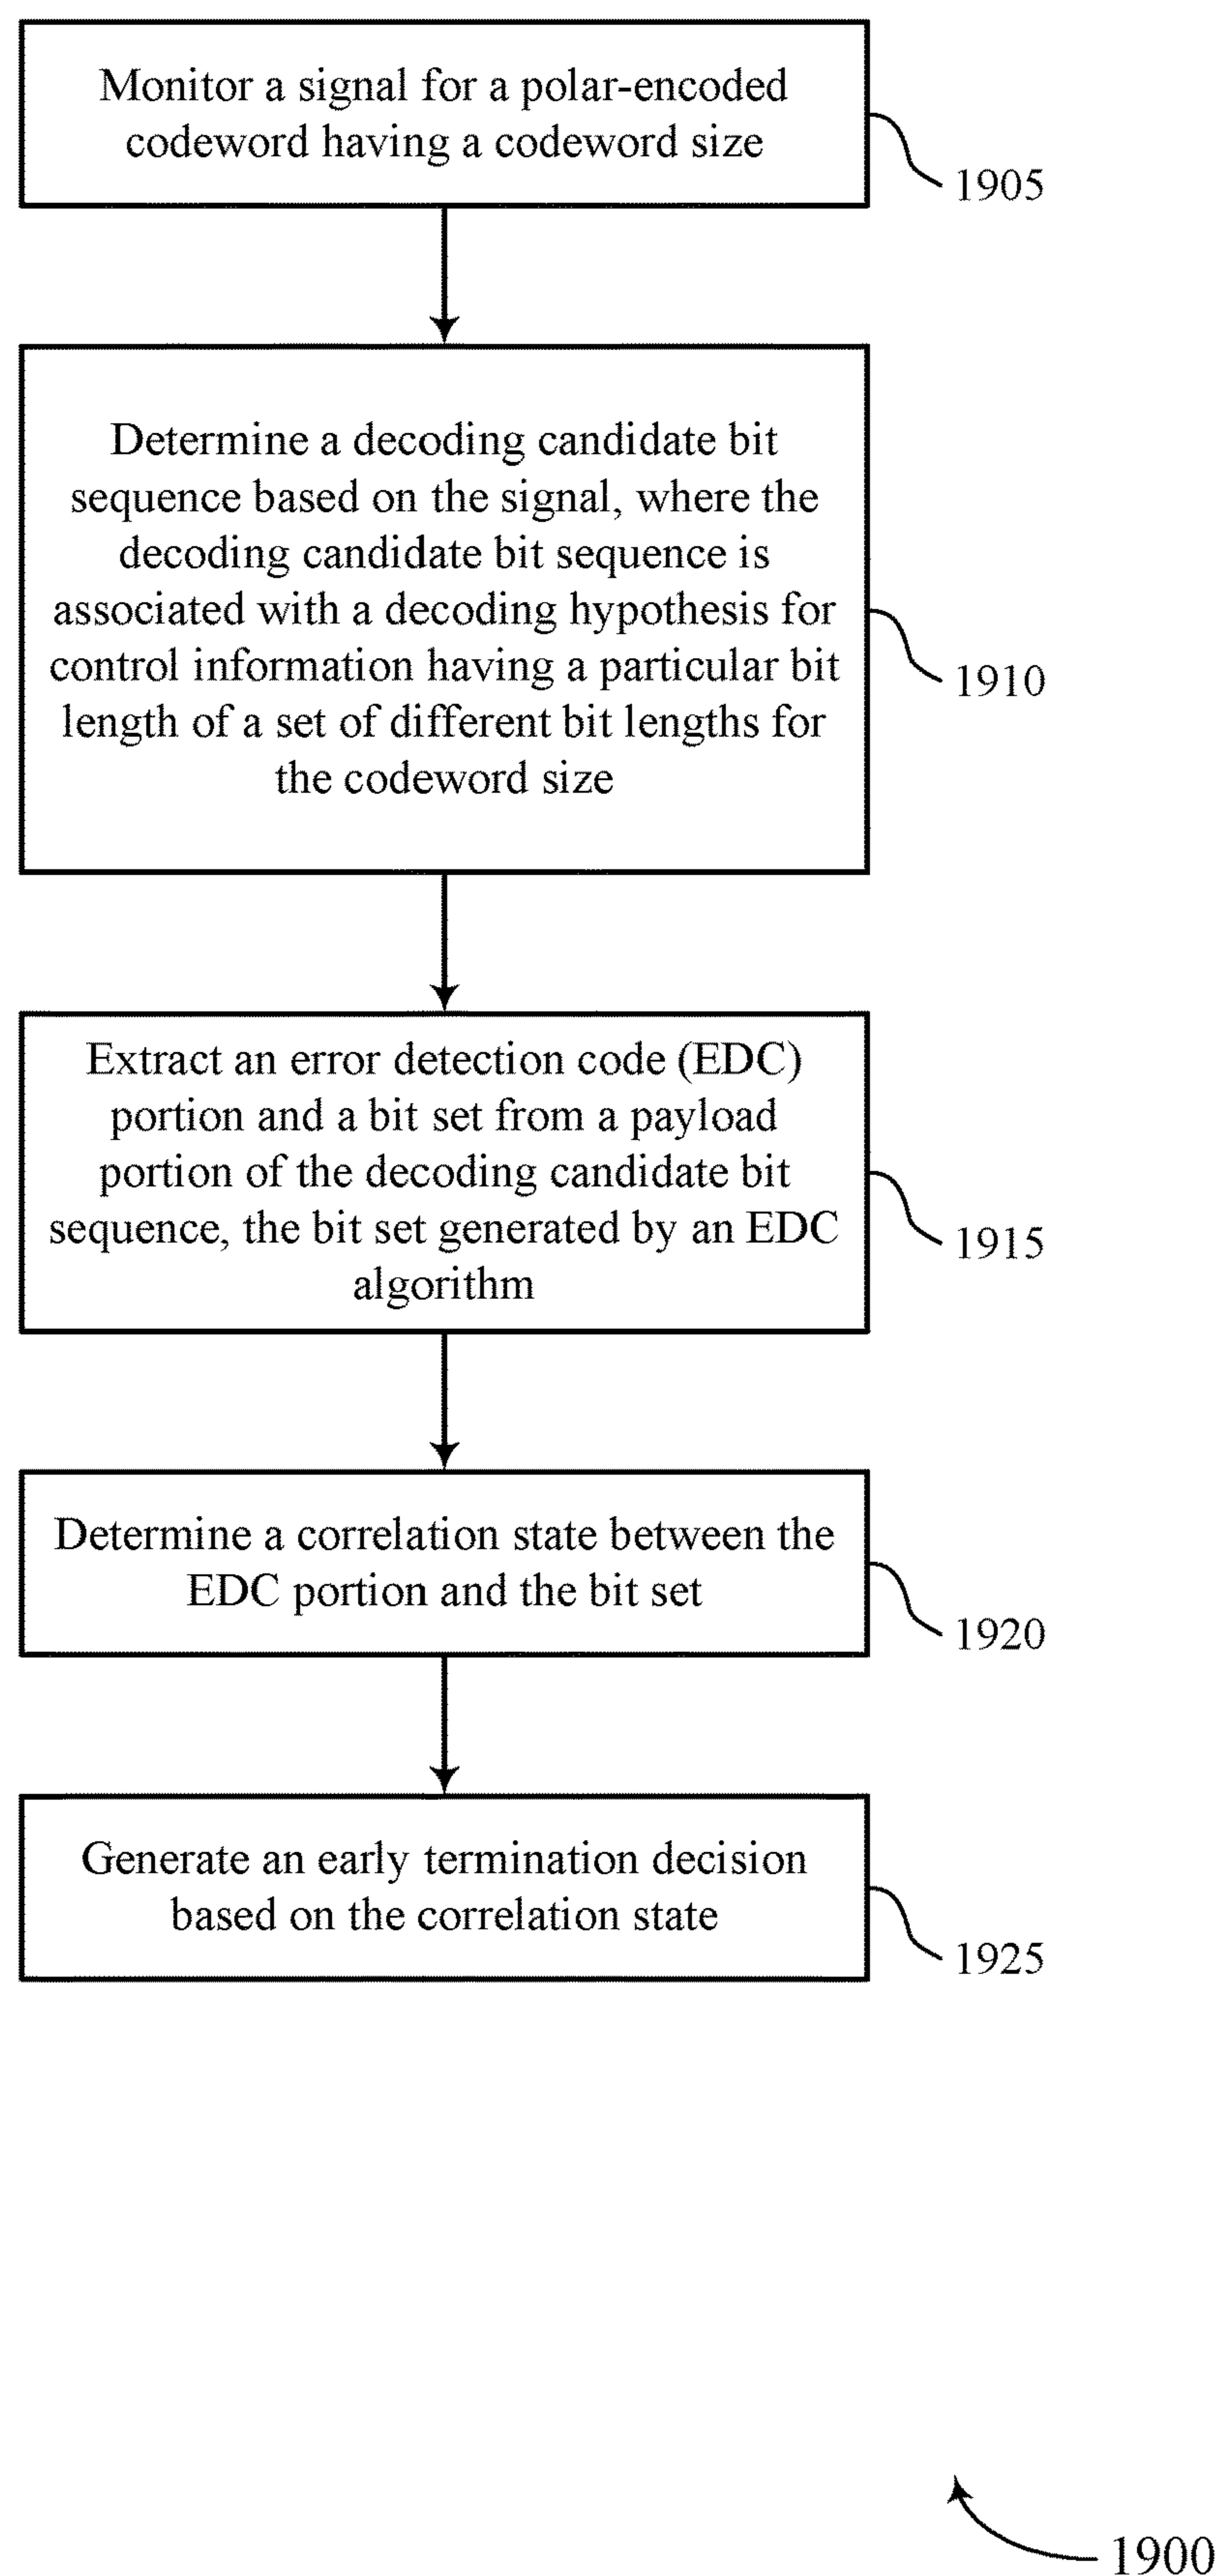 Monitor a signal for a polar-encoded
codeword having a codeword size
1905
Determine a decoding candidate bit
sequence based on the signal, where the
decoding candidate bit sequence is
associated with a decoding hypothesis for
control information having a particular bit
length of a set of different bit lengths for
the codeword size
1910
Extract an error detection code (EDC)
portion and a bit set from a payload
portion of the decoding candidate bit
sequence, the bit set generated by an EDC
algorithm
1915
Determine a correlation state between the
EDC portion and the bit set
1920
Generate an early termination decision
based on the correlation state
1925
1900